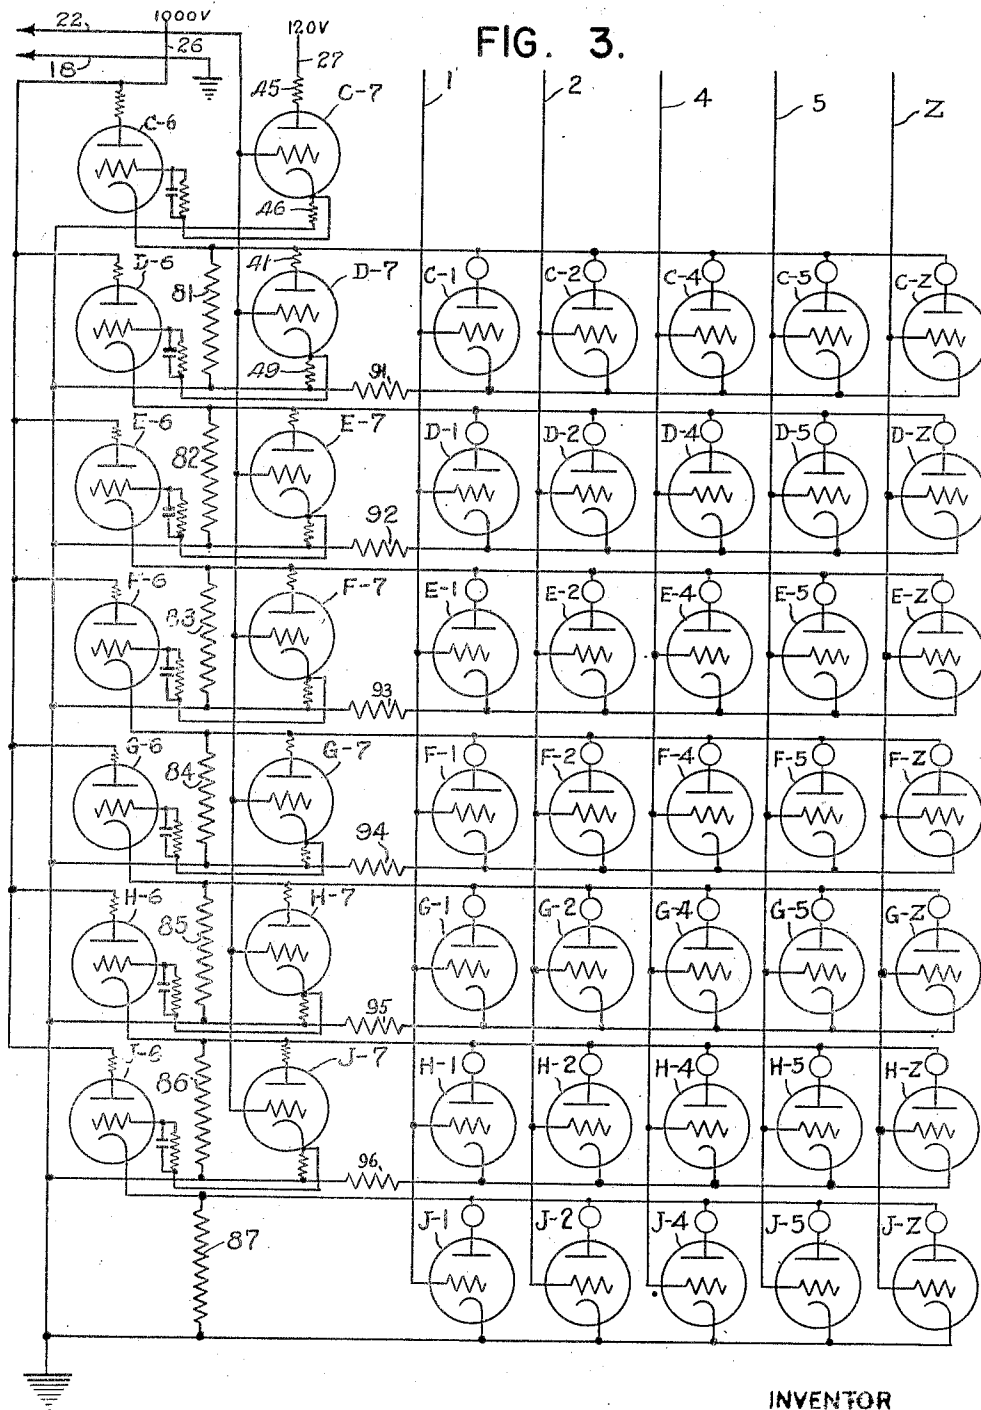 22 1000V 120V FIG. 3.
26 27
18 45 C-7 1 2 4 5 Z
C-6
46
D-6 41 D-7
81 C-1 C-2 C-4 C-5 C-Z
49 91
E-6 E-7
82 D-1 D-2 D-4 D-5 D-Z
92
F-6 F-7
83 E-1 E-2 E-4 E-5 E-Z
93
G-6 G-7
84 F-1 F-2 F-4 F-5 F-Z
94
H-6 H-7
85 G-1 G-2 G-4 G-5 G-Z
95
J-6 J-7
86 H-1 H-2 H-4 H-5 H-Z
96
87 J-1 J-2 J-4 J-5 J-Z
INVENTOR